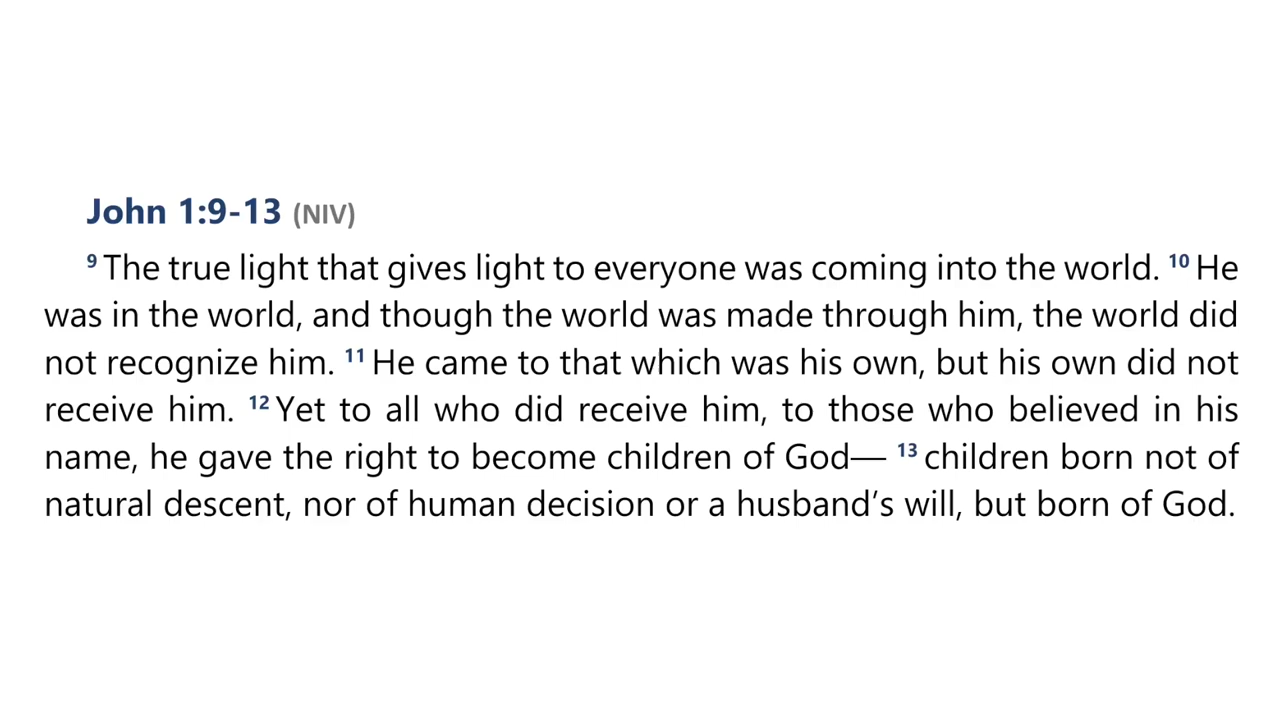 John 1:9-13 (NIV)
9 The true light that gives light to everyone was coming into the world. 10 He
was in the world, and though the world was made through him, the world did
not recognize him. 11 He came to that which was his own, but his own did not
receive him. 12 Yet to all who did receive him, to those who believed in his
name, he gave the right to become children of God— 13 children born not of
natural descent, nor of human decision or a husband’s will, but born of God.